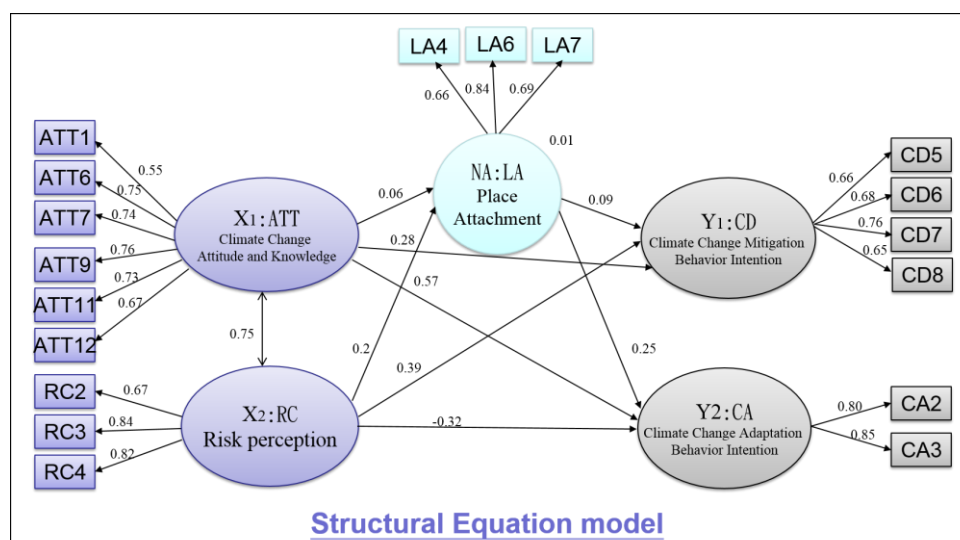 LA4
LA6
LA7
0.66
0.84
0.69
ATT1
ATT6
ATT7
ATT9
ATT11
ATT12
0.55
0.75
0.74
0.76
0.73
0.67
X1:ATT
Climate Change
Attitude and Knowledge
NA:LA
Place
Attachment
0.01
0.06
0.09
0.28
0.57
Y1:CD
Climate Change Mitigation
Behavior Intention
0.66
0.68
0.76
0.65
CD5
CD6
CD7
CD8
0.75
0.2
0.39
0.25
RC2
RC3
RC4
0.67
0.84
0.82
X2:RC
Risk perception
-0.32
Y2:CA
Climate Change Adaptation
Behavior Intention
0.80
0.85
CA2
CA3
Structural Equation model